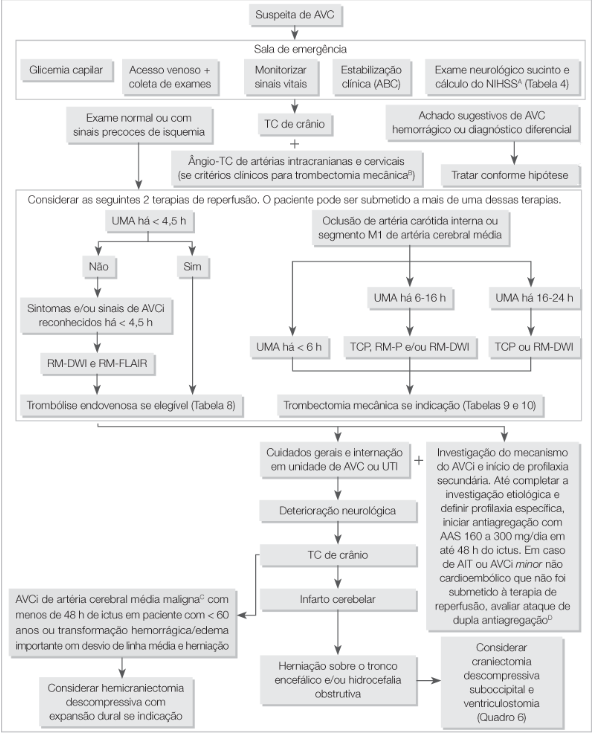 Suspeita de AVC
Sala de emergência
Glicemia capilar
Acesso venoso +
coleta de exames
Monitorizar
sinais vitais
Estabilização
clínica (ABC)
Exame neurológico sucinto e
cálculo do NIHSSᴬ (Tabela 4)
Exame normal ou com
sinais precoces de isquemia
TC de crânio
+
Ângio-TC de artérias intracranianas e cervicais
(se critérios clínicos para trombectomia mecânicaᴮ)
Achado sugestivos de AVC
hemorrágico ou diagnóstico diferencial
Tratar conforme hipótese
Considerar as seguintes 2 terapias de reperfusão. O paciente pode ser submetido a mais de uma dessas terapias.
UMA há < 4,5 h
Não
Sim
Sintomas e/ou sinais de AVCi
reconhecidos há < 4,5 h
RM-DWI e RM-FLAIR
Trombólise endovenosa se elegível (Tabela 8)
Oclusão de artéria carótida interna ou
segmento M1 de artéria cerebral média
UMA há 6-16 h
UMA há 16-24 h
UMA há < 6 h
TCP, RM-P e/ou RM-DWI
TCP ou RM-DWI
Trombectomia mecânica se indicação (Tabelas 9 e 10)
Cuidados gerais e internação
em unidade de AVC ou UTI
+
Investigação do mecanismo
do AVCi e início de profilaxia
secundária. Até completar a
investigação etiológica e
definir profilaxia específica,
iniciar antiagregação com
AAS 160 a 300 mg/dia em
até 48 h do ictus. Em caso
de AIT ou AVCi minor não
cardioembólico que não foi
submetido à terapia de
reperfusão, avaliar ataque de
dupla antiagregaçãoᴰ
Deterioração neurológica
TC de crânio
AVCi de artéria cerebral média malignaᶜ com
menos de 48 h de ictus em paciente com < 60
anos ou transformação hemorrágica/edema
importante om desvio de linha média e herniação
Considerar hemicraniectomia
descompressiva com
expansão dural se indicação
Infarto cerebelar
Herniação sobre o tronco
encefálico e/ou hidrocefalia
obstrutiva
Considerar
craniectomia
descompressiva
suboccipital e
ventriculostomia
(Quadro 6)